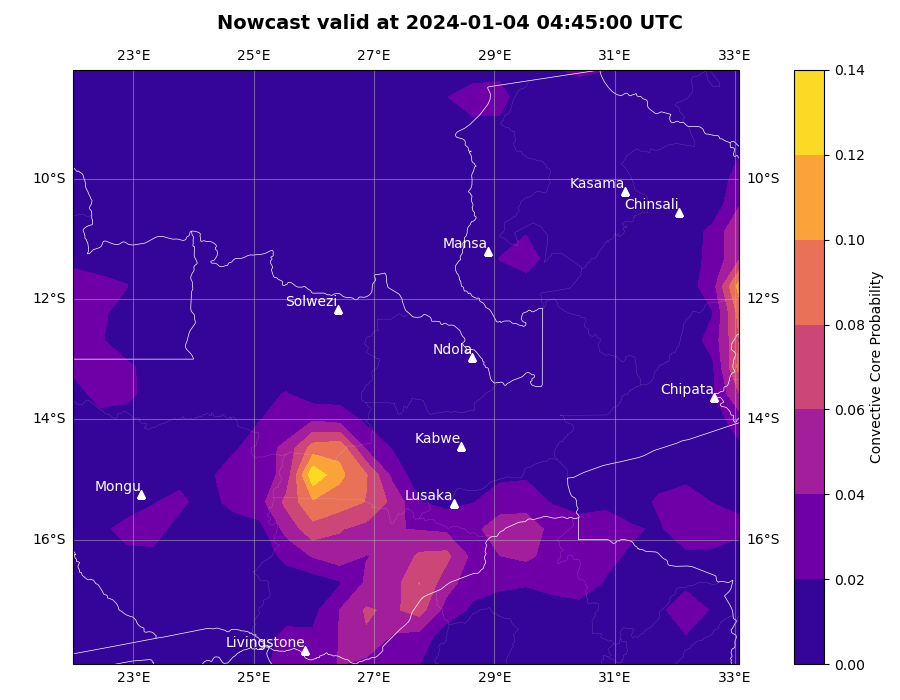 Nowcast valid at 2024-01-04 04:45:00 UTC
23°E 25°E 27°E 29°E 31°E 33°E
0.14
0.12
10°S 10°S
Kasama
Chinsali
0.10
Mansa
12°S 12°S
Solwezi
0.08
Ndola
Chipata
0.06
14°S 14°S
Kabwe
Mongu
Lusaka
0.04
16°S 16°S
0.02
Livingstone
0.00
23°E 25°E 27°E 29°E 31°E 33°E
Convective Core Probability